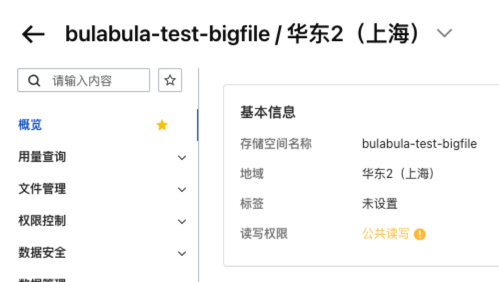 bulabula-test-bigfile / 华东2（上海）
请输入内容
概览
用量查询
文件管理
权限控制
数据安全
基本信息
存储空间名称 bulabula-test-bigfile
地域 华东2（上海）
标签 未设置
读写权限 公共读写